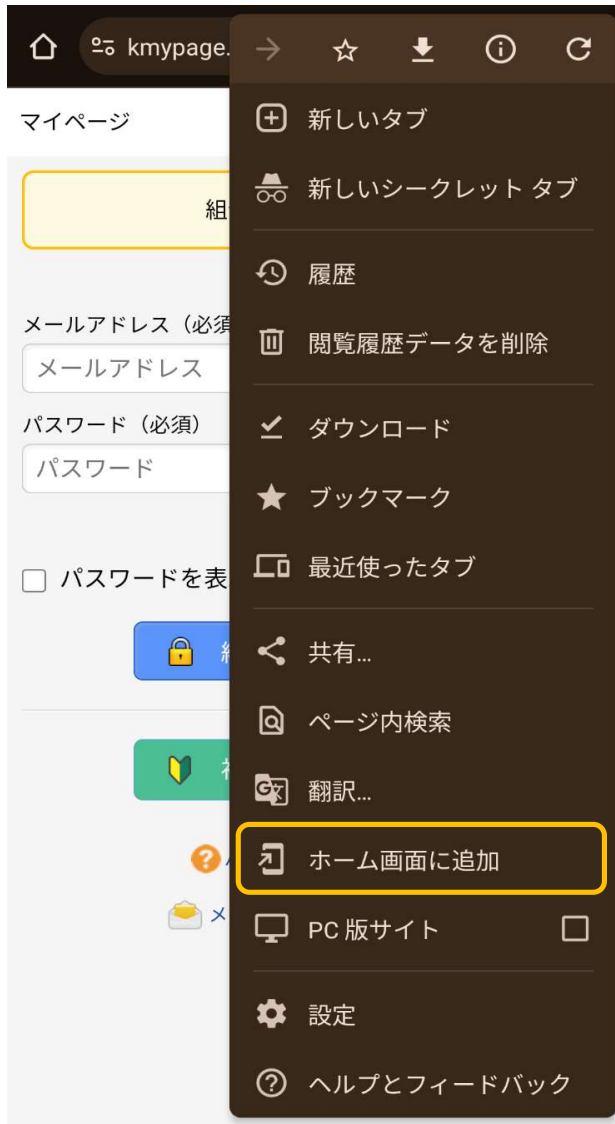 kmypage.
マイページ
組
メールアドレス（必須
メールアドレス
パスワード（必須）
パスワード
パスワードを表
新しいタブ
新しいシークレット タブ
履歴
閲覧履歴データを削除
ダウンロード
ブックマーク
最近使ったタブ
共有...
ページ内検索
翻訳...
ホーム画面に追加
PC 版サイト
設定
ヘルプとフィードバック